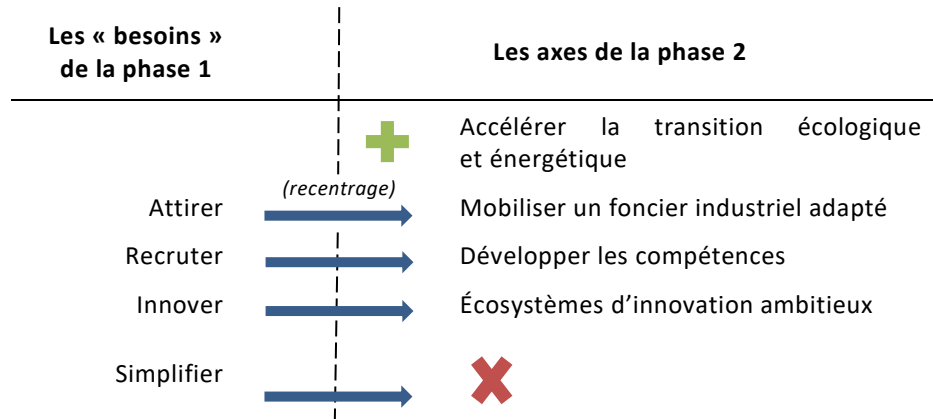 Les « besoins »
de la phase 1
Les axes de la phase 2
Accélérer la transition écologique
et énergétique
(recentrage)
Attirer
Mobiliser un foncier industriel adapté
Recruter
Développer les compétences
Innover
Écosystèmes d’innovation ambitieux
Simplifier